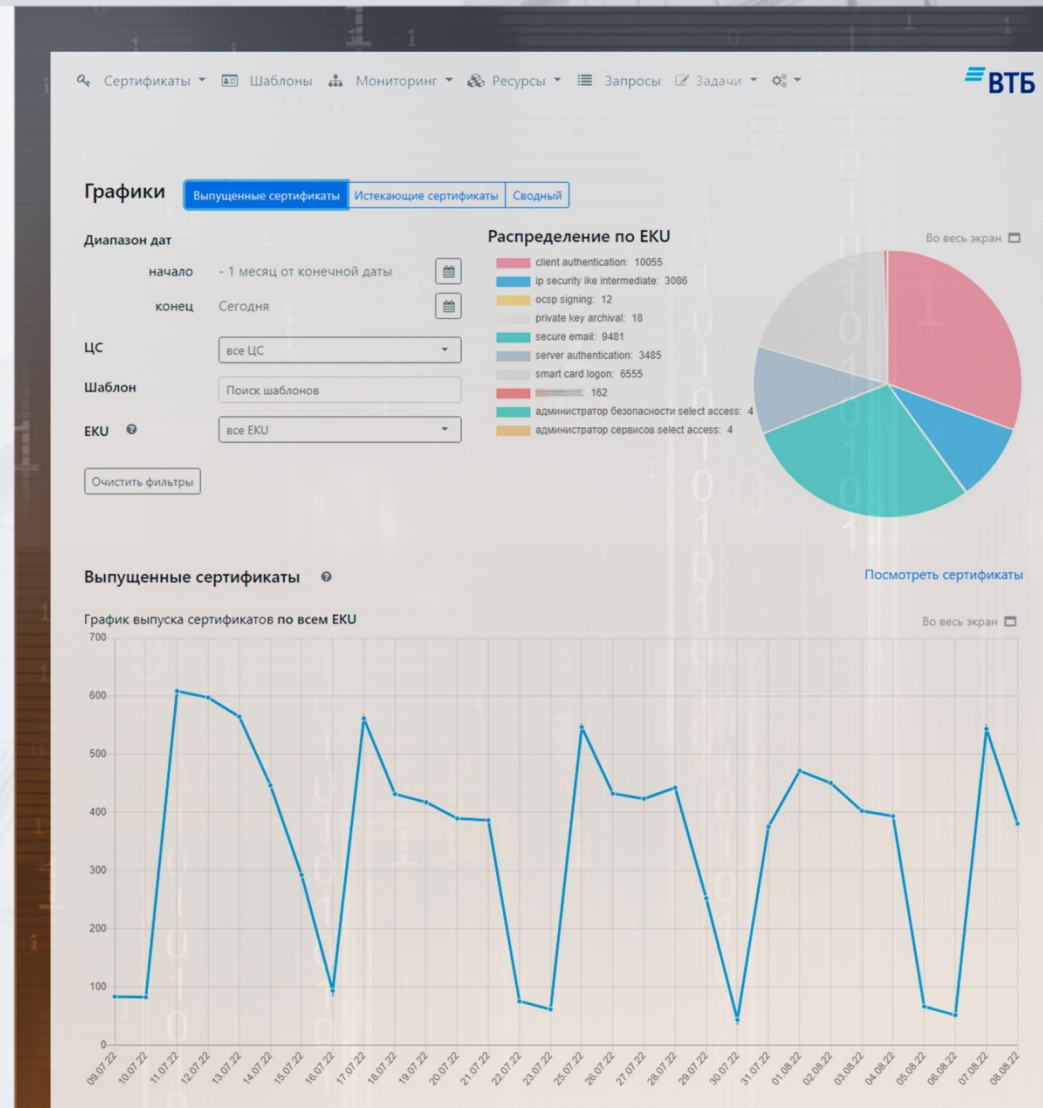 Сертификаты Шаблоны Мониторинг Ресурсы Запросы Задачи
ВТБ
Графики Выпущенные сертификаты Истекающие сертификаты Сводный
Диапазон дат
начало - 1 месяц от конечной даты
конец Сегодня
ЦС все ЦС
Шаблон Поиск шаблонов
EKU все EKU
Очистить фильтры
Распределение по EKU
Во весь экран
client authentication: 10055
ip security ike intermediate: 3086
ocsp signing: 12
private key archival: 18
secure email: 9481
server authentication: 3485
smart card logon: 6555
: 162
администратор безопасности select access: 4
администратор сервисов select access: 4
Выпущенные сертификаты
Посмотреть сертификаты
График выпуска сертификатов по всем EKU
Во весь экран
700
600
500
400
300
200
100
0
09.07.22 10.07.22 11.07.22 12.07.22 13.07.22 14.07.22 15.07.22 16.07.22 17.07.22 18.07.22 19.07.22 20.07.22 21.07.22 22.07.22 23.07.22 25.07.22 26.07.22 27.07.22 28.07.22 29.07.22 30.07.22 31.07.22 01.08.22 02.08.22 03.08.22 04.08.22 05.08.22 06.08.22 07.08.22 08.08.22